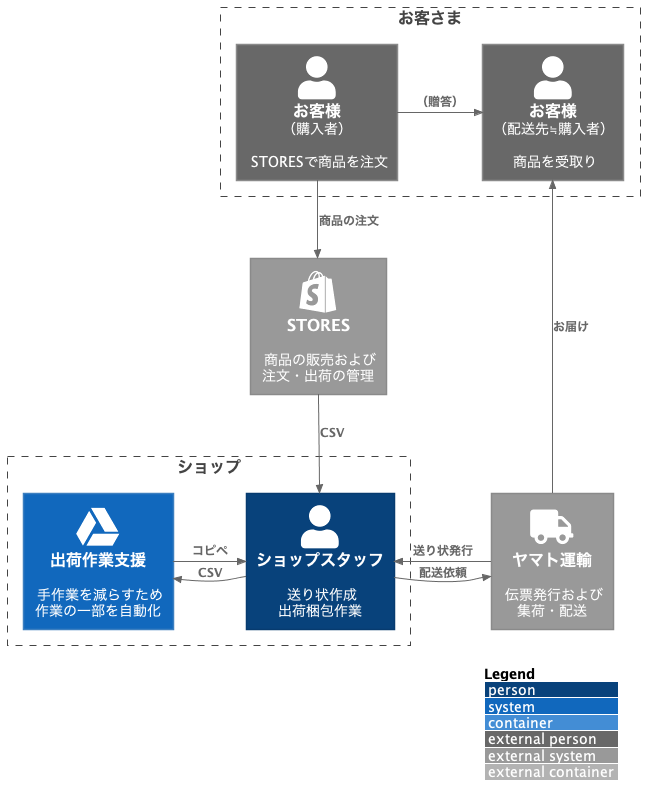 お客さま
お客様
（購入者）
STORESで商品を注文
（贈答）
お客様
（配送先≒購入者）
商品を受取り
商品の注文
STORES
商品の販売および
注文・出荷の管理
お届け
CSV
ショップ
出荷作業支援
手作業を減らすため
作業の一部を自動化
コピペ
CSV
ショップスタッフ
送り状作成
出荷梱包作業
送り状発行
配送依頼
ヤマト運輸
伝票発行および
集荷・配送
Legend
person
system
container
external person
external system
external container